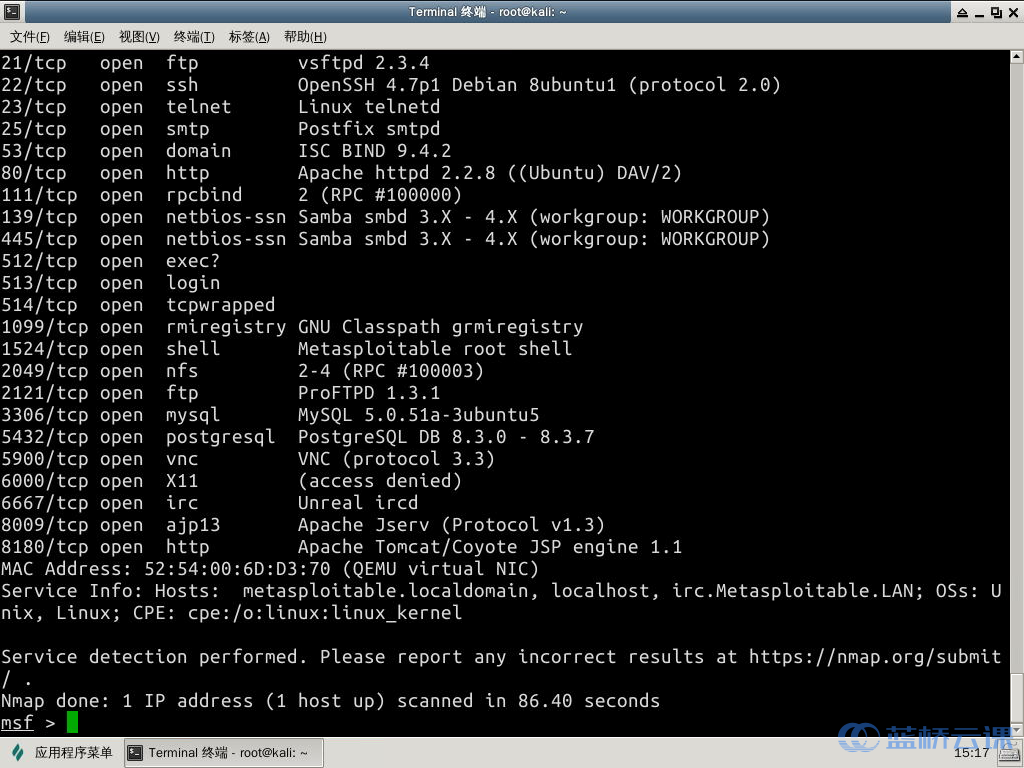 Terminal 终端 - root@kali: ~
文件(F) 编辑(E) 视图(V) 终端(T) 标签(A) 帮助(H)
21/tcp   open  ftp         vsftpd 2.3.4
22/tcp   open  ssh         OpenSSH 4.7p1 Debian 8ubuntu1 (protocol 2.0)
23/tcp   open  telnet      Linux telnetd
25/tcp   open  smtp        Postfix smtpd
53/tcp   open  domain      ISC BIND 9.4.2
80/tcp   open  http        Apache httpd 2.2.8 ((Ubuntu) DAV/2)
111/tcp  open  rpcbind     2 (RPC #100000)
139/tcp  open  netbios-ssn Samba smbd 3.X - 4.X (workgroup: WORKGROUP)
445/tcp  open  netbios-ssn Samba smbd 3.X - 4.X (workgroup: WORKGROUP)
512/tcp  open  exec?
513/tcp  open  login
514/tcp  open  tcpwrapped
1099/tcp open  rmiregistry GNU Classpath grmiregistry
1524/tcp open  shell       Metasploitable root shell
2049/tcp open  nfs         2-4 (RPC #100003)
2121/tcp open  ftp         ProFTPD 1.3.1
3306/tcp open  mysql       MySQL 5.0.51a-3ubuntu5
5432/tcp open  postgresql  PostgreSQL DB 8.3.0 - 8.3.7
5900/tcp open  vnc         VNC (protocol 3.3)
6000/tcp open  X11         (access denied)
6667/tcp open  irc         Unreal ircd
8009/tcp open  ajp13       Apache Jserv (Protocol v1.3)
8180/tcp open  http        Apache Tomcat/Coyote JSP engine 1.1
MAC Address: 52:54:00:6D:D3:70 (QEMU virtual NIC)
Service Info: Hosts:  metasploitable.localdomain, localhost, irc.Metasploitable.LAN; OSs: U
nix, Linux; CPE: cpe:/o:linux:linux_kernel
Service detection performed. Please report any incorrect results at https://nmap.org/submit
/ .
Nmap done: 1 IP address (1 host up) scanned in 86.40 seconds
msf >
蓝桥云课
应用程序菜单 Terminal 终端 - root@kali: ~ 15:17